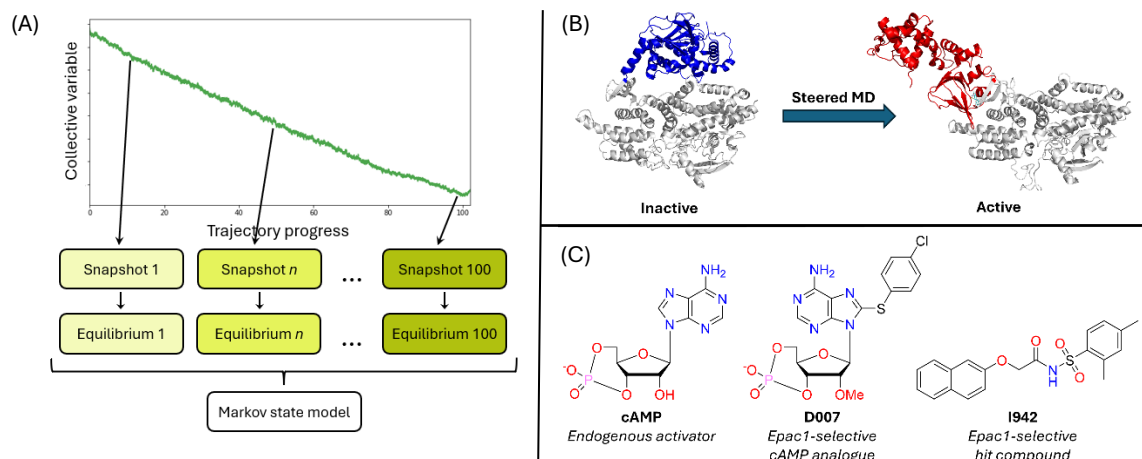 (A)
Collective variable
0
20
40
60
80
100
Trajectory progress
Snapshot 1
Snapshot n
...
Snapshot 100
Equilibrium 1
Equilibrium n
...
Equilibrium 100
Markov state model
(B)
Steered MD
Inactive
Active
(C)
NH2
N
N
N
N
O
O
-O
P
O
O
OH
cAMP
Endogenous activator
Cl
NH2
N
N
S
N
N
O
O
-O
P
O
O
OMe
D007
Epac1-selective
cAMP analogue
O
O
O
S
NH
O
I942
Epac1-selective
hit compound